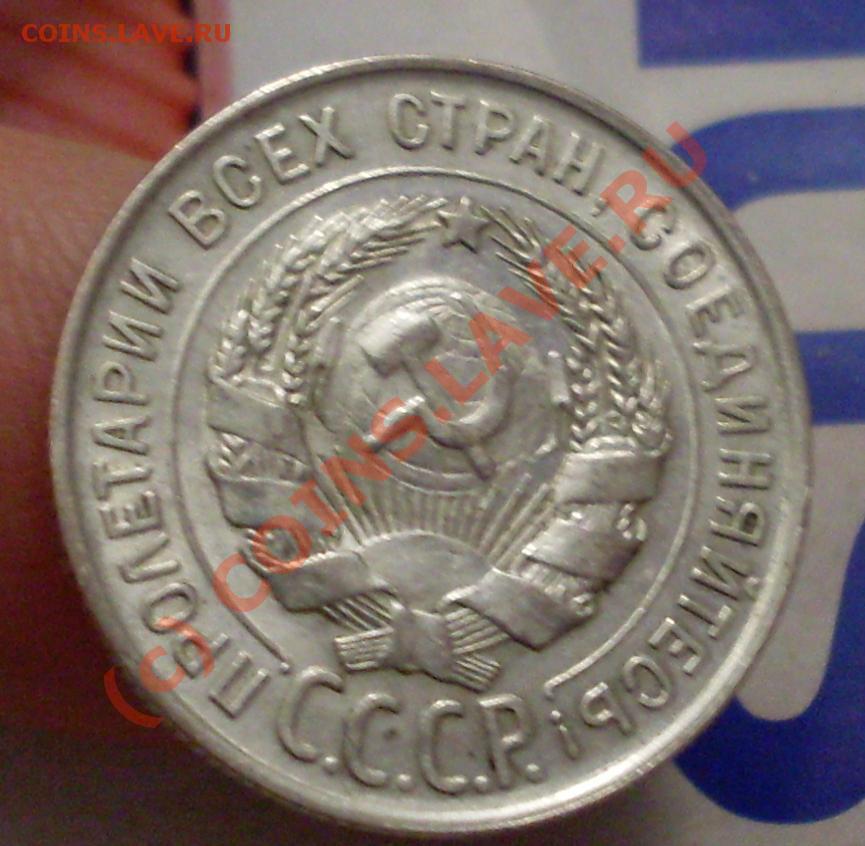 COINS.LAVE.RU
ПРОЛЕТАРИИ ВСЕХ СТРАН, СОЕДИНЯЙТЕСЬ!
С.С.С.Р.
(c) COINS.LAVE.RU